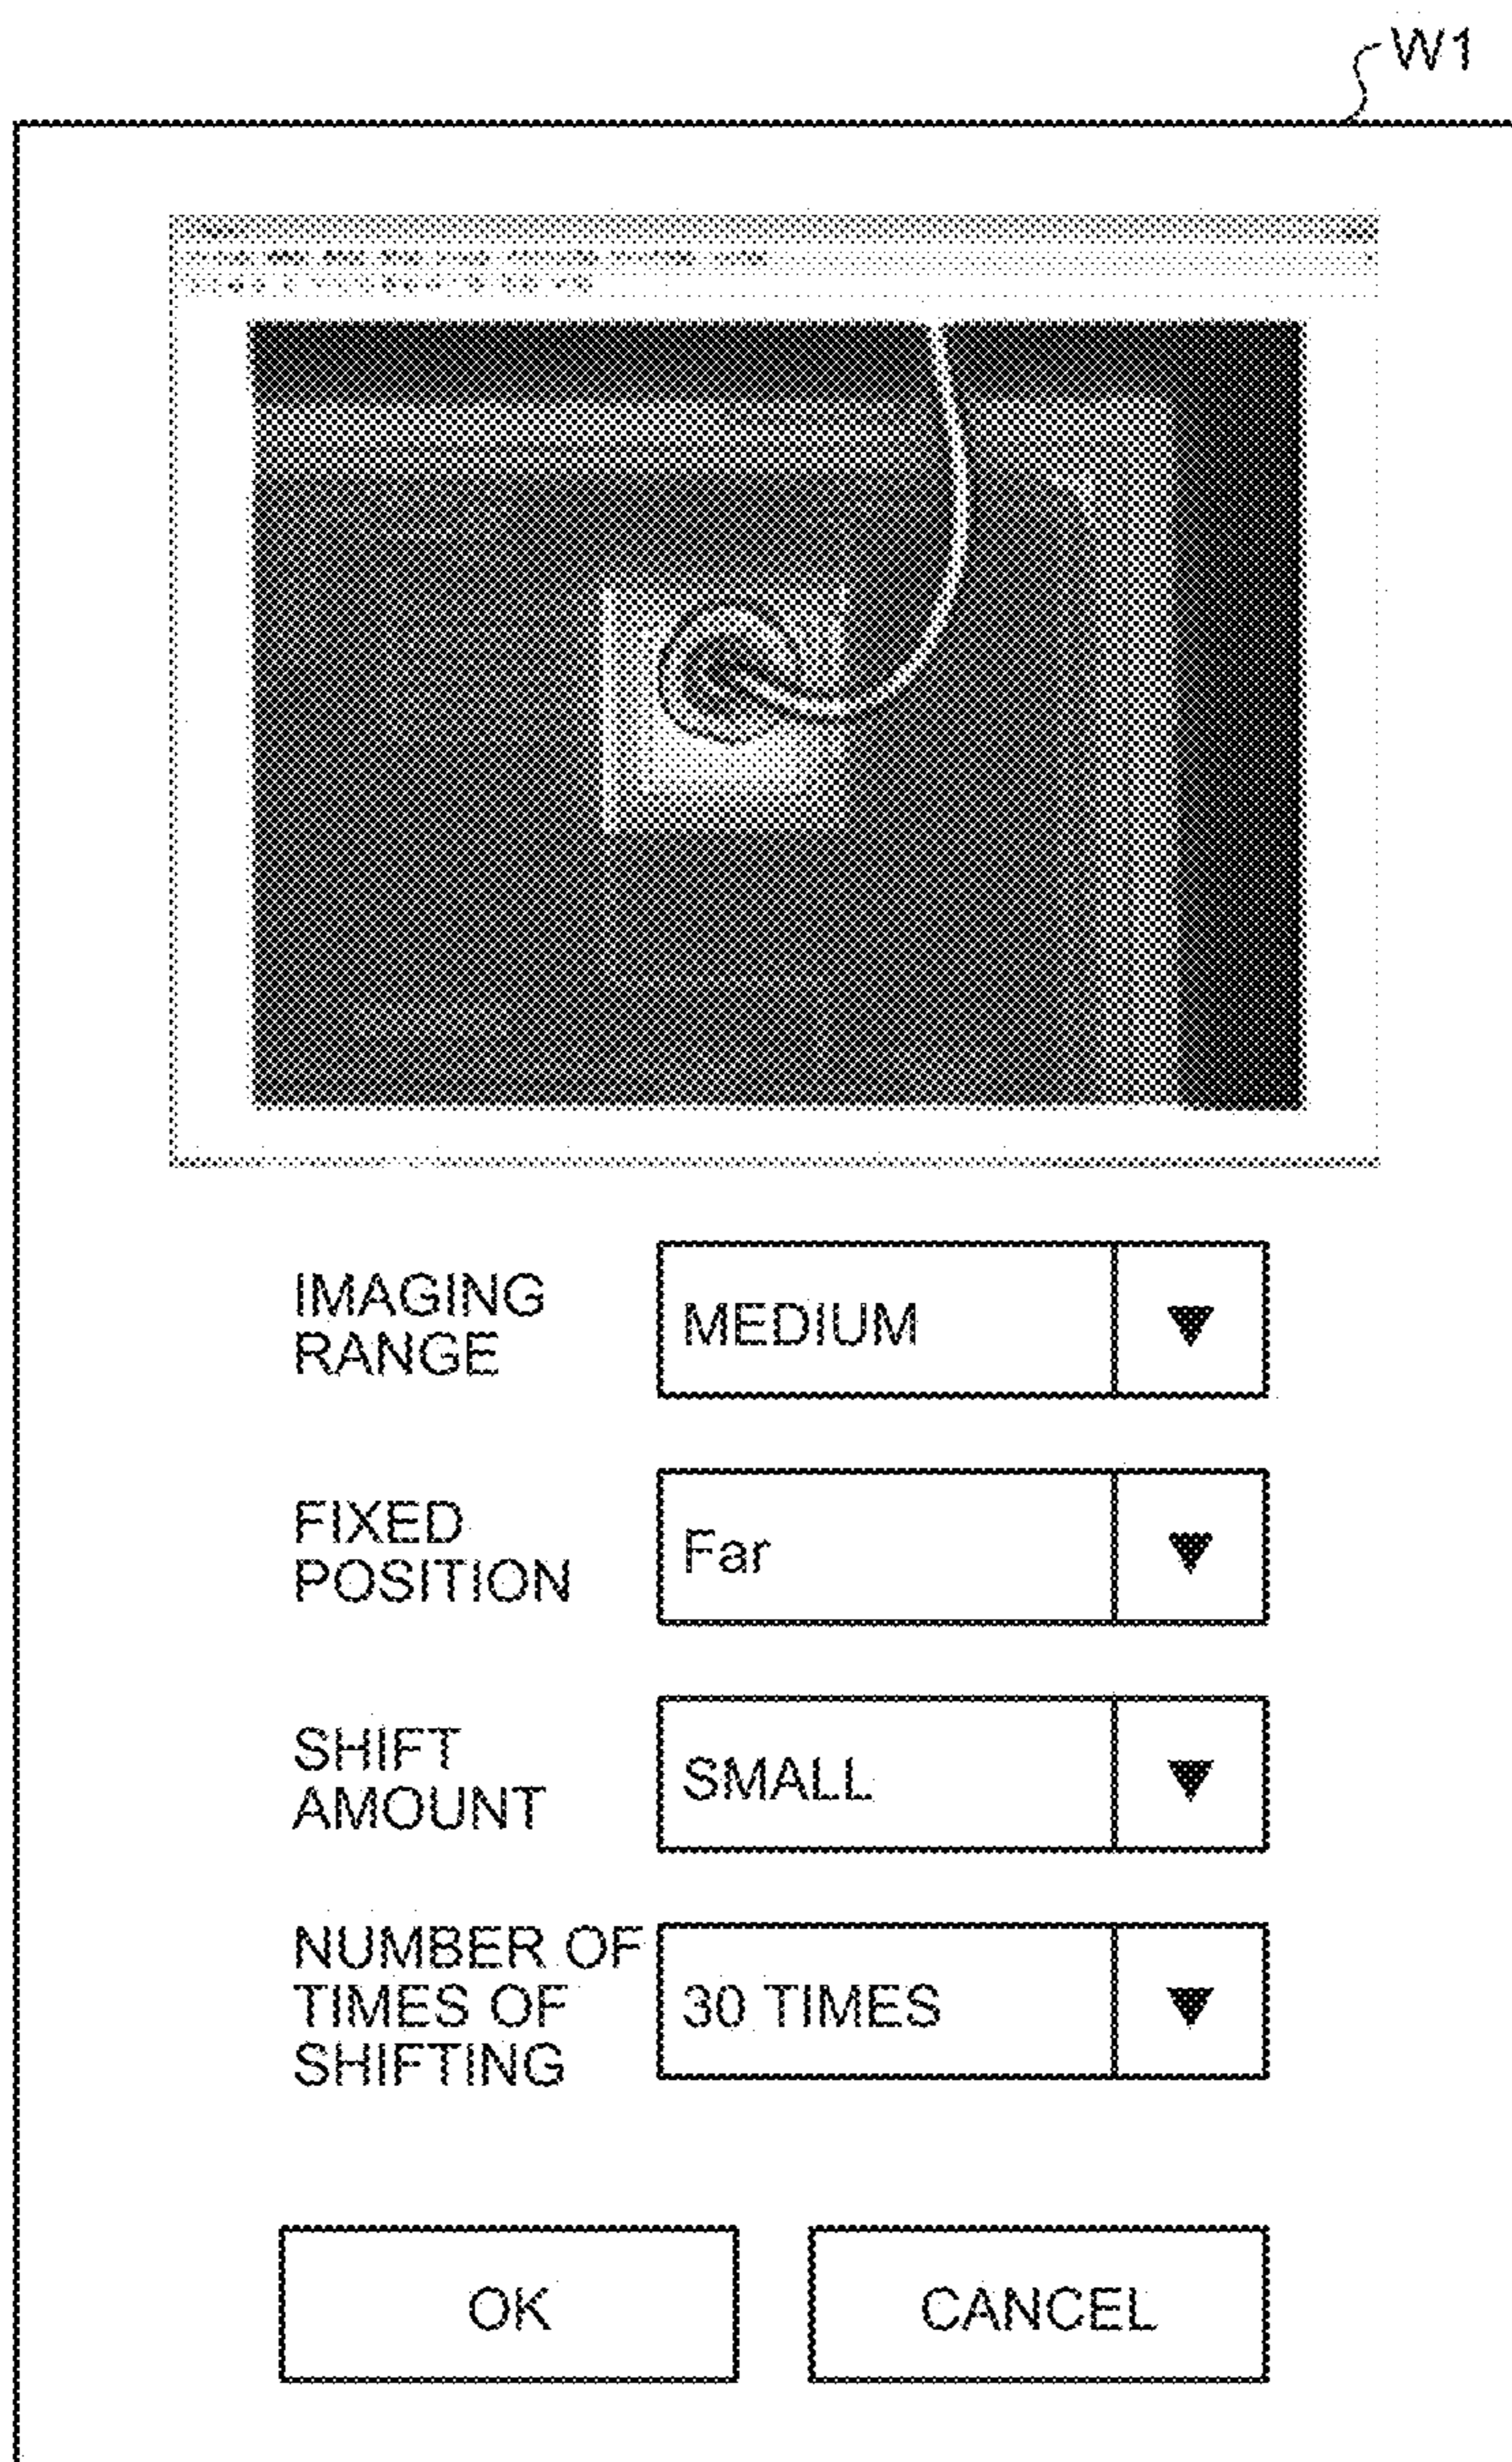 W1
IMAGING
RANGE
MEDIUM
FIXED
POSITION
Far
SHIFT
AMOUNT
SMALL
NUMBER OF
TIMES OF
SHIFTING
30 TIMES
OK
CANCEL